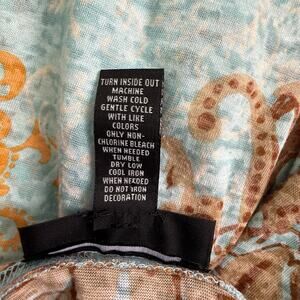 TURN INSIDE OUT
MACHINE
WASH COLD
GENTLE CYCLE
WITH LIKE
COLORS
ONLY NON-
CHLORINE BLEACH
WHEN NEEDED
TUMBLE
DRY LOW
COOL IRON
WHEN NEEDED
DO NOT IRON
DECORATION